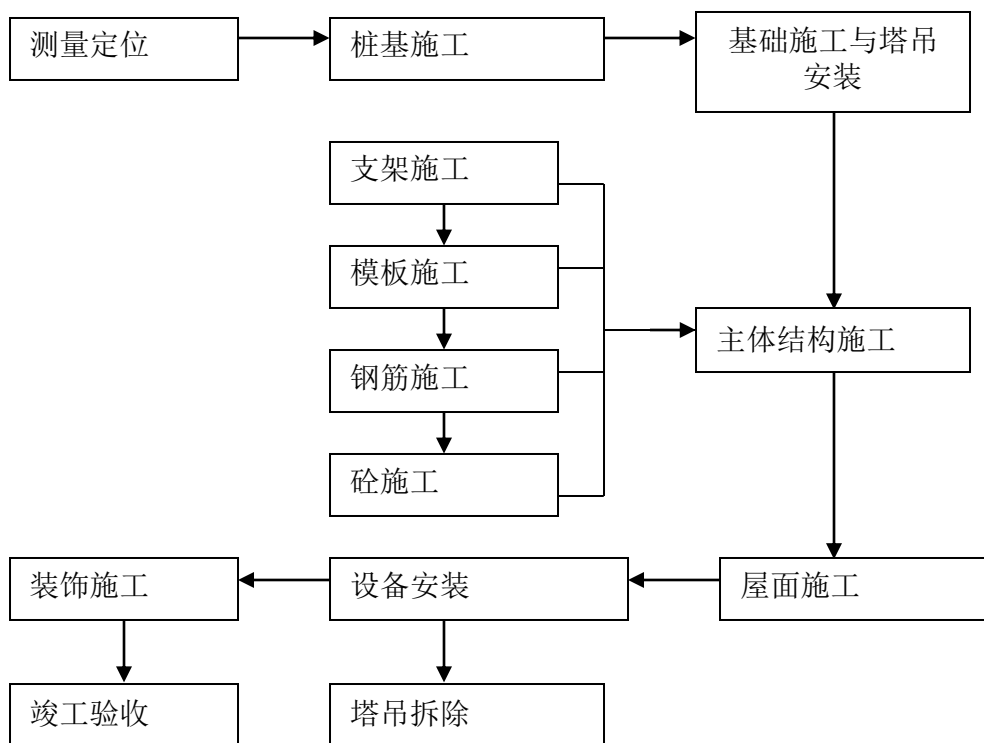 测量定位
桩基施工
基础施工与塔吊
安装
支架施工
模板施工
钢筋施工
砼施工
主体结构施工
屋面施工
设备安装
装饰施工
塔吊拆除
竣工验收